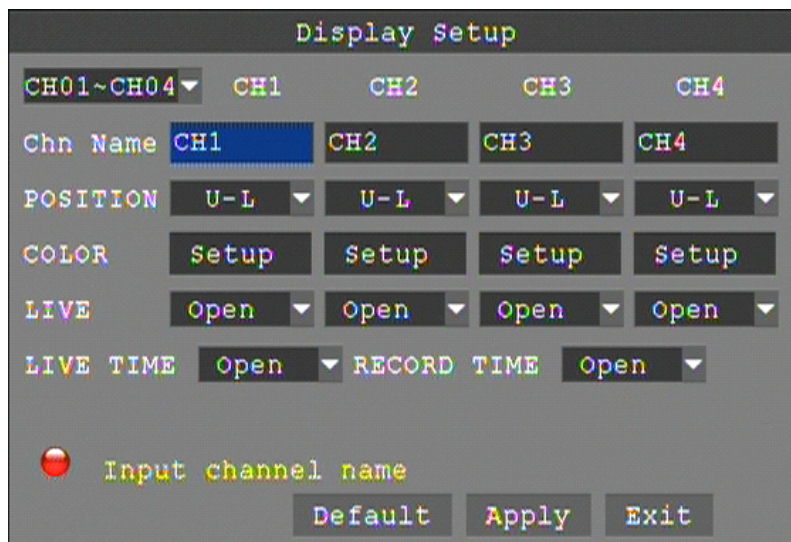 Display Setup
CH01~CH04 CH1 CH2 CH3 CH4
Chn Name CH1 CH2 CH3 CH4
POSITION U-L U-L U-L U-L
COLOR Setup Setup Setup Setup
LIVE Open Open Open Open
LIVE TIME Open RECORD TIME Open
Input channel name
Default Apply Exit